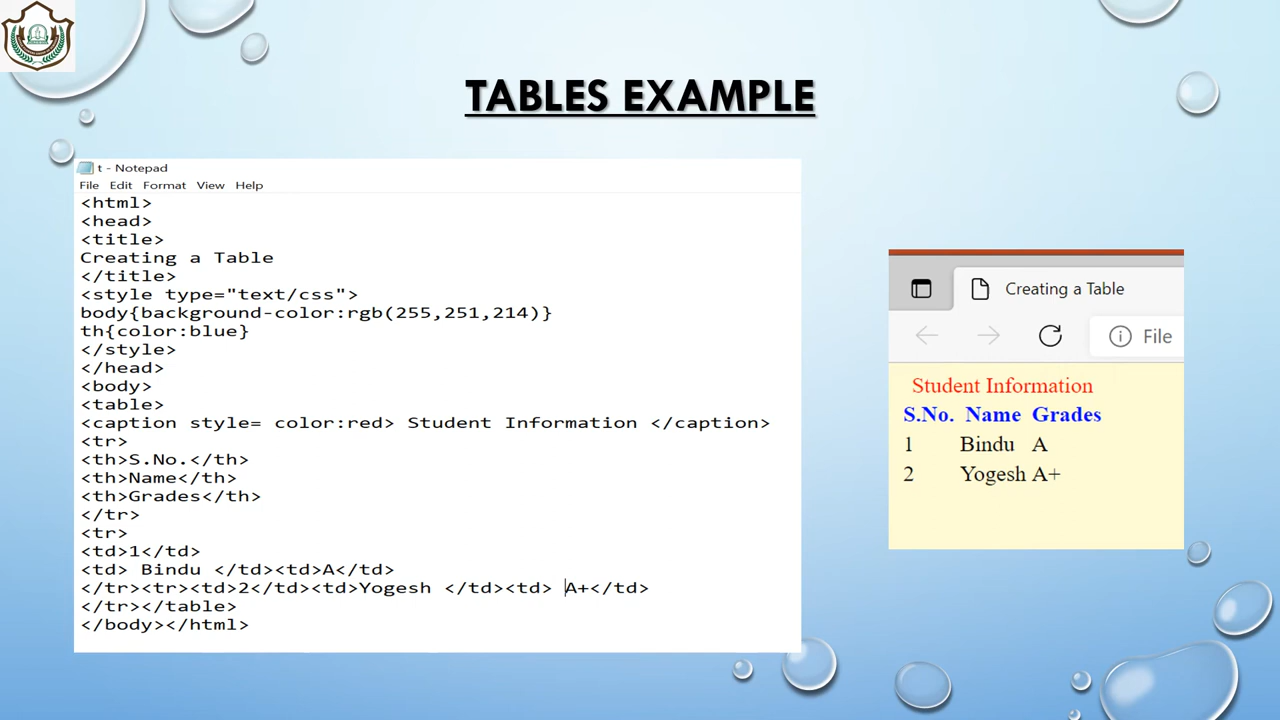 TABLES EXAMPLE
t - Notepad
File Edit Format View Help
<html>
<head>
<title>
Creating a Table
</title>
<style type="text/css">
body{background-color:rgb(255,251,214)}
th{color:blue}
</style>
</head>
<body>
<table>
<caption style= color:red> Student Information </caption>
<tr>
<th>S.No.</th>
<th>Name</th>
<th>Grades</th>
</tr>
<tr>
<td>1</td>
<td> Bindu </td><td>A</td>
</tr><tr><td>2</td><td>Yogesh </td><td> A+</td>
</tr></table>
</body></html>
Creating a Table
File
Student Information
S.No. Name Grades
1 Bindu A
2 Yogesh A+